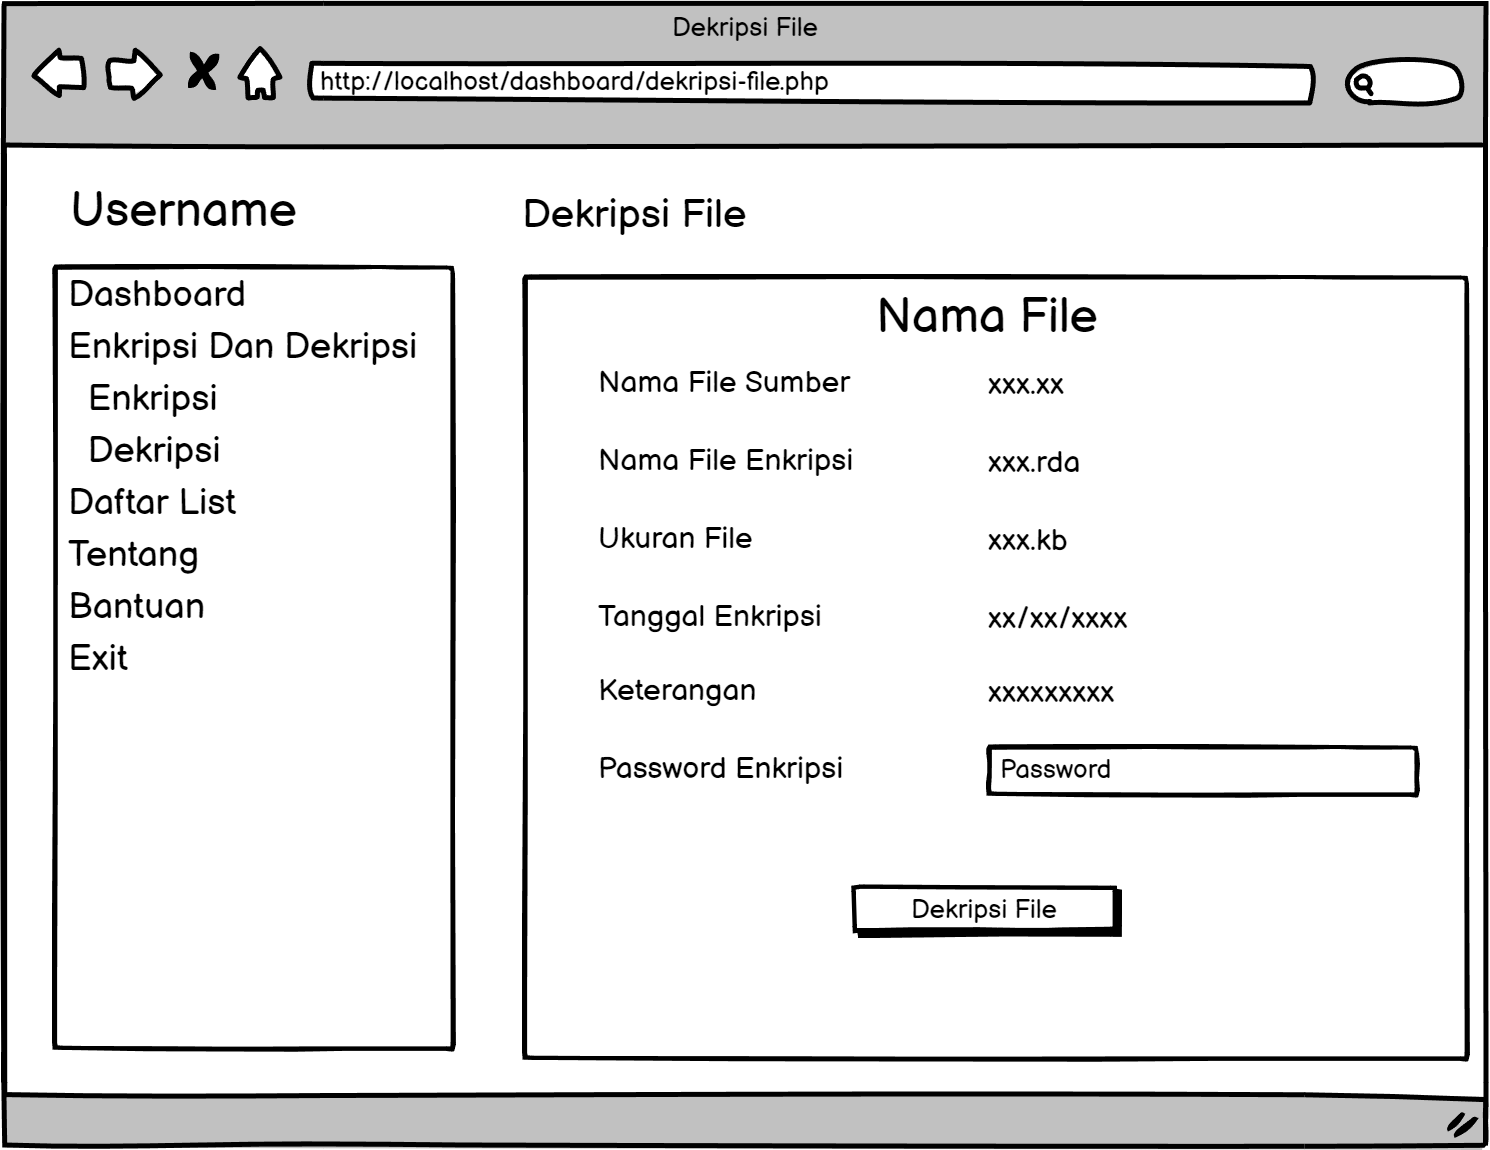 Dekripsi File
http://localhost/dashboard/dekripsi-file.php
Username
Dashboard
Enkripsi Dan Dekripsi
Enkripsi
Dekripsi
Daftar List
Tentang
Bantuan
Exit
Dekripsi File
Nama File
Nama File Sumber xxx.xx
Nama File Enkripsi xxx.rda
Ukuran File xxx.kb
Tanggal Enkripsi xx/xx/xxxx
Keterangan xxxxxxxxx
Password Enkripsi Password
Dekripsi File